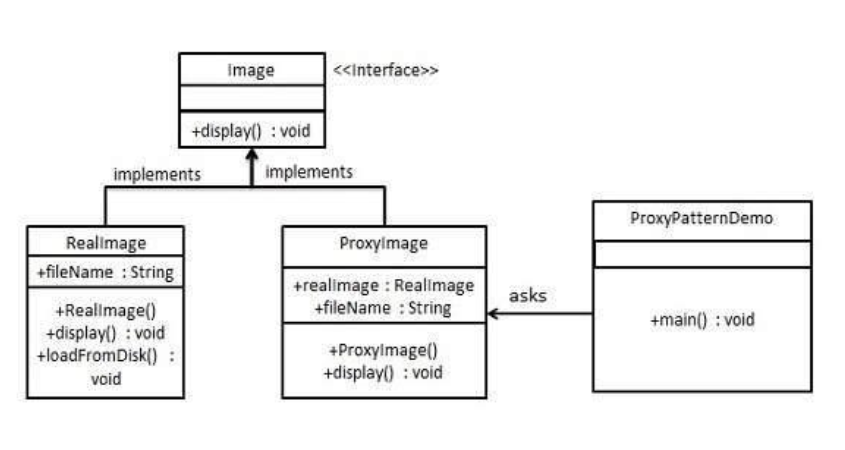 Image
<<Interface>>
+display() : void
implements
implements
RealImage
+fileName : String
+RealImage()
+display() : void
+loadFromDisk() :
void
ProxyImage
+realImage : RealImage
+fileName : String
+ProxyImage()
+display() : void
asks
ProxyPatternDemo
+main() : void